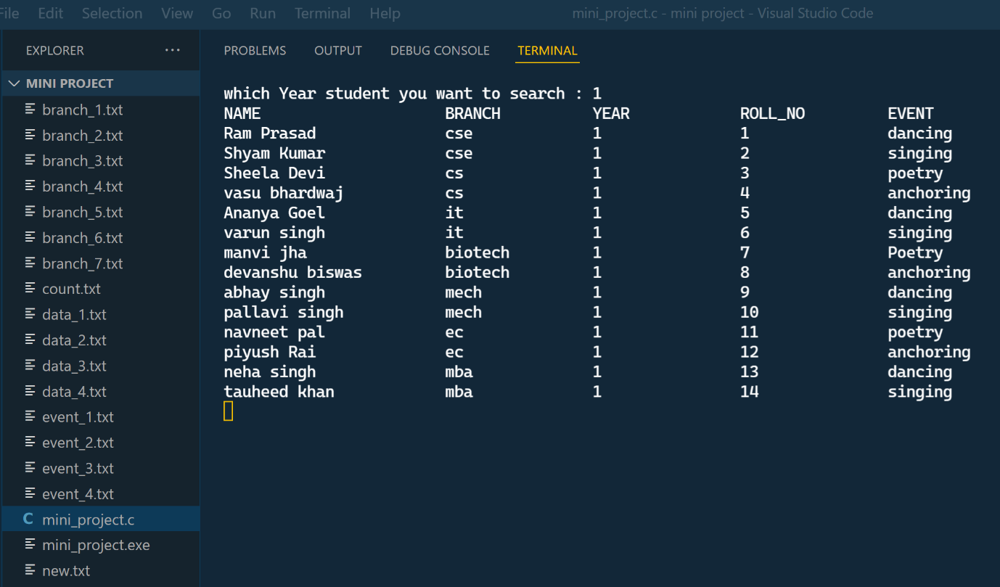 File Edit Selection View Go Run Terminal Help mini_project.c - mini project - Visual Studio Code
EXPLORER ···
MINI PROJECT
branch_1.txt
branch_2.txt
branch_3.txt
branch_4.txt
branch_5.txt
branch_6.txt
branch_7.txt
count.txt
data_1.txt
data_2.txt
data_3.txt
data_4.txt
event_1.txt
event_2.txt
event_3.txt
event_4.txt
C mini_project.c
mini_project.exe
new.txt
PROBLEMS OUTPUT DEBUG CONSOLE TERMINAL
which Year student you want to search : 1
NAME BRANCH YEAR ROLL_NO EVENT
Ram Prasad cse 1 1 dancing
Shyam Kumar cse 1 2 singing
Sheela Devi cs 1 3 poetry
vasu bhardwaj cs 1 4 anchoring
Ananya Goel it 1 5 dancing
varun singh it 1 6 singing
manvi jha biotech 1 7 Poetry
devanshu biswas biotech 1 8 anchoring
abhay singh mech 1 9 dancing
pallavi singh mech 1 10 singing
navneet pal ec 1 11 poetry
piyush Rai ec 1 12 anchoring
neha singh mba 1 13 dancing
tauheed khan mba 1 14 singing